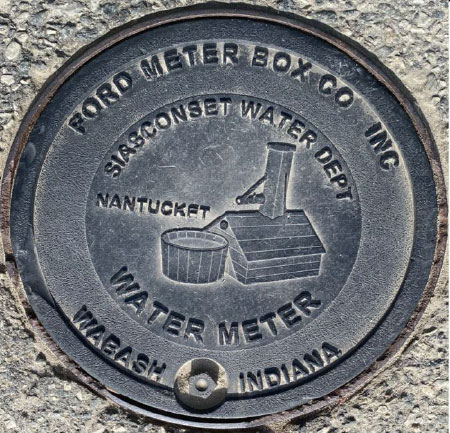 FORD METER BOX CO INC
SIASCONSET WATER DEPT
NANTUCKET
WATER METER
WABASH INDIANA